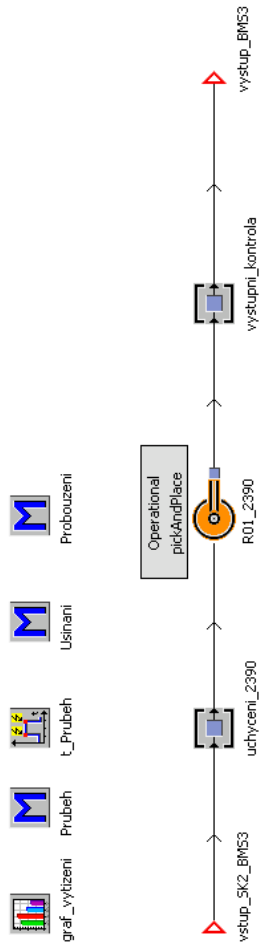 graf_vytizeni
Prubeh
t_Prubeh
Usinani
Probouzeni
Operational
pickAndPlace
vstup_SK2_BMS3
uchyceni_2390
R01_2390
vystupni_kontrola
vystup_BMS3